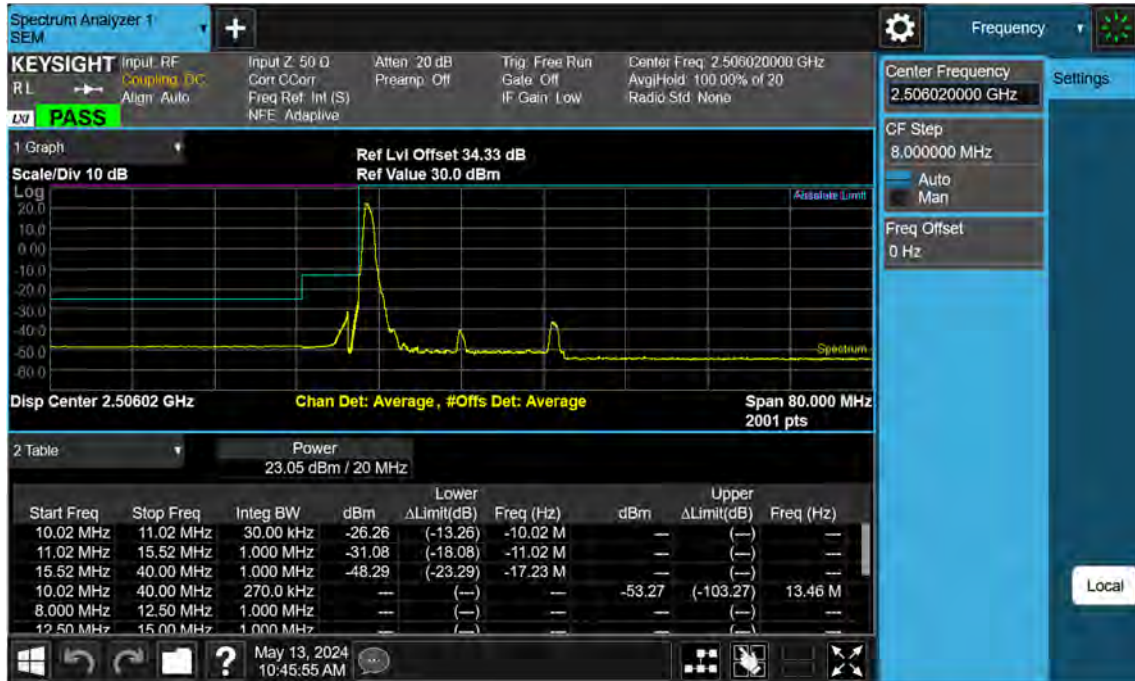 Spectrum Analyzer 1
SEM
+
Frequency
KEYSIGHT
RL
LXI
PASS
Input: RF
Coupling: DC
Align: Auto
Input Z: 50 Ω
Corr CCorr
Freq Ref: Int (S)
NFE: Adaptive
Atten: 20 dB
Preamp: Off
Trig: Free Run
Gate: Off
IF Gain: Low
Center Freq: 2.506020000 GHz
Avg|Hold: 100.00% of 20
Radio Std: None
Center Frequency
2.506020000 GHz
Settings
CF Step
8.000000 MHz
Auto
Man
Freq Offset
0 Hz
Local
1 Graph
Scale/Div 10 dB
Ref Lvl Offset 34.33 dB
Ref Value 30.0 dBm
Log
20.0
10.0
0.00
-10.0
-20.0
-30.0
-40.0
-50.0
-60.0
Absolute Limit
Spectrum
Disp Center 2.50602 GHz
Chan Det: Average, #Offs Det: Average
Span 80.000 MHz
2001 pts
2 Table
Power
23.05 dBm / 20 MHz
Lower Upper
Start Freq Stop Freq Integ BW dBm ΔLimit(dB) Freq (Hz) dBm ΔLimit(dB) Freq (Hz)
10.02 MHz 11.02 MHz 30.00 kHz -26.26 (-13.26) -10.02 M --- (---) ---
11.02 MHz 15.52 MHz 1.000 MHz -31.08 (-18.08) -11.02 M --- (---) ---
15.52 MHz 40.00 MHz 1.000 MHz -48.29 (-23.29) -17.23 M --- (---) ---
10.02 MHz 40.00 MHz 270.0 kHz --- (---) --- -53.27 (-103.27) 13.46 M
8.000 MHz 12.50 MHz 1.000 MHz --- (---) --- --- (---) ---
12.50 MHz 15.00 MHz 1.000 MHz --- (---) --- --- (---) ---
?
May 13, 2024
10:45:55 AM